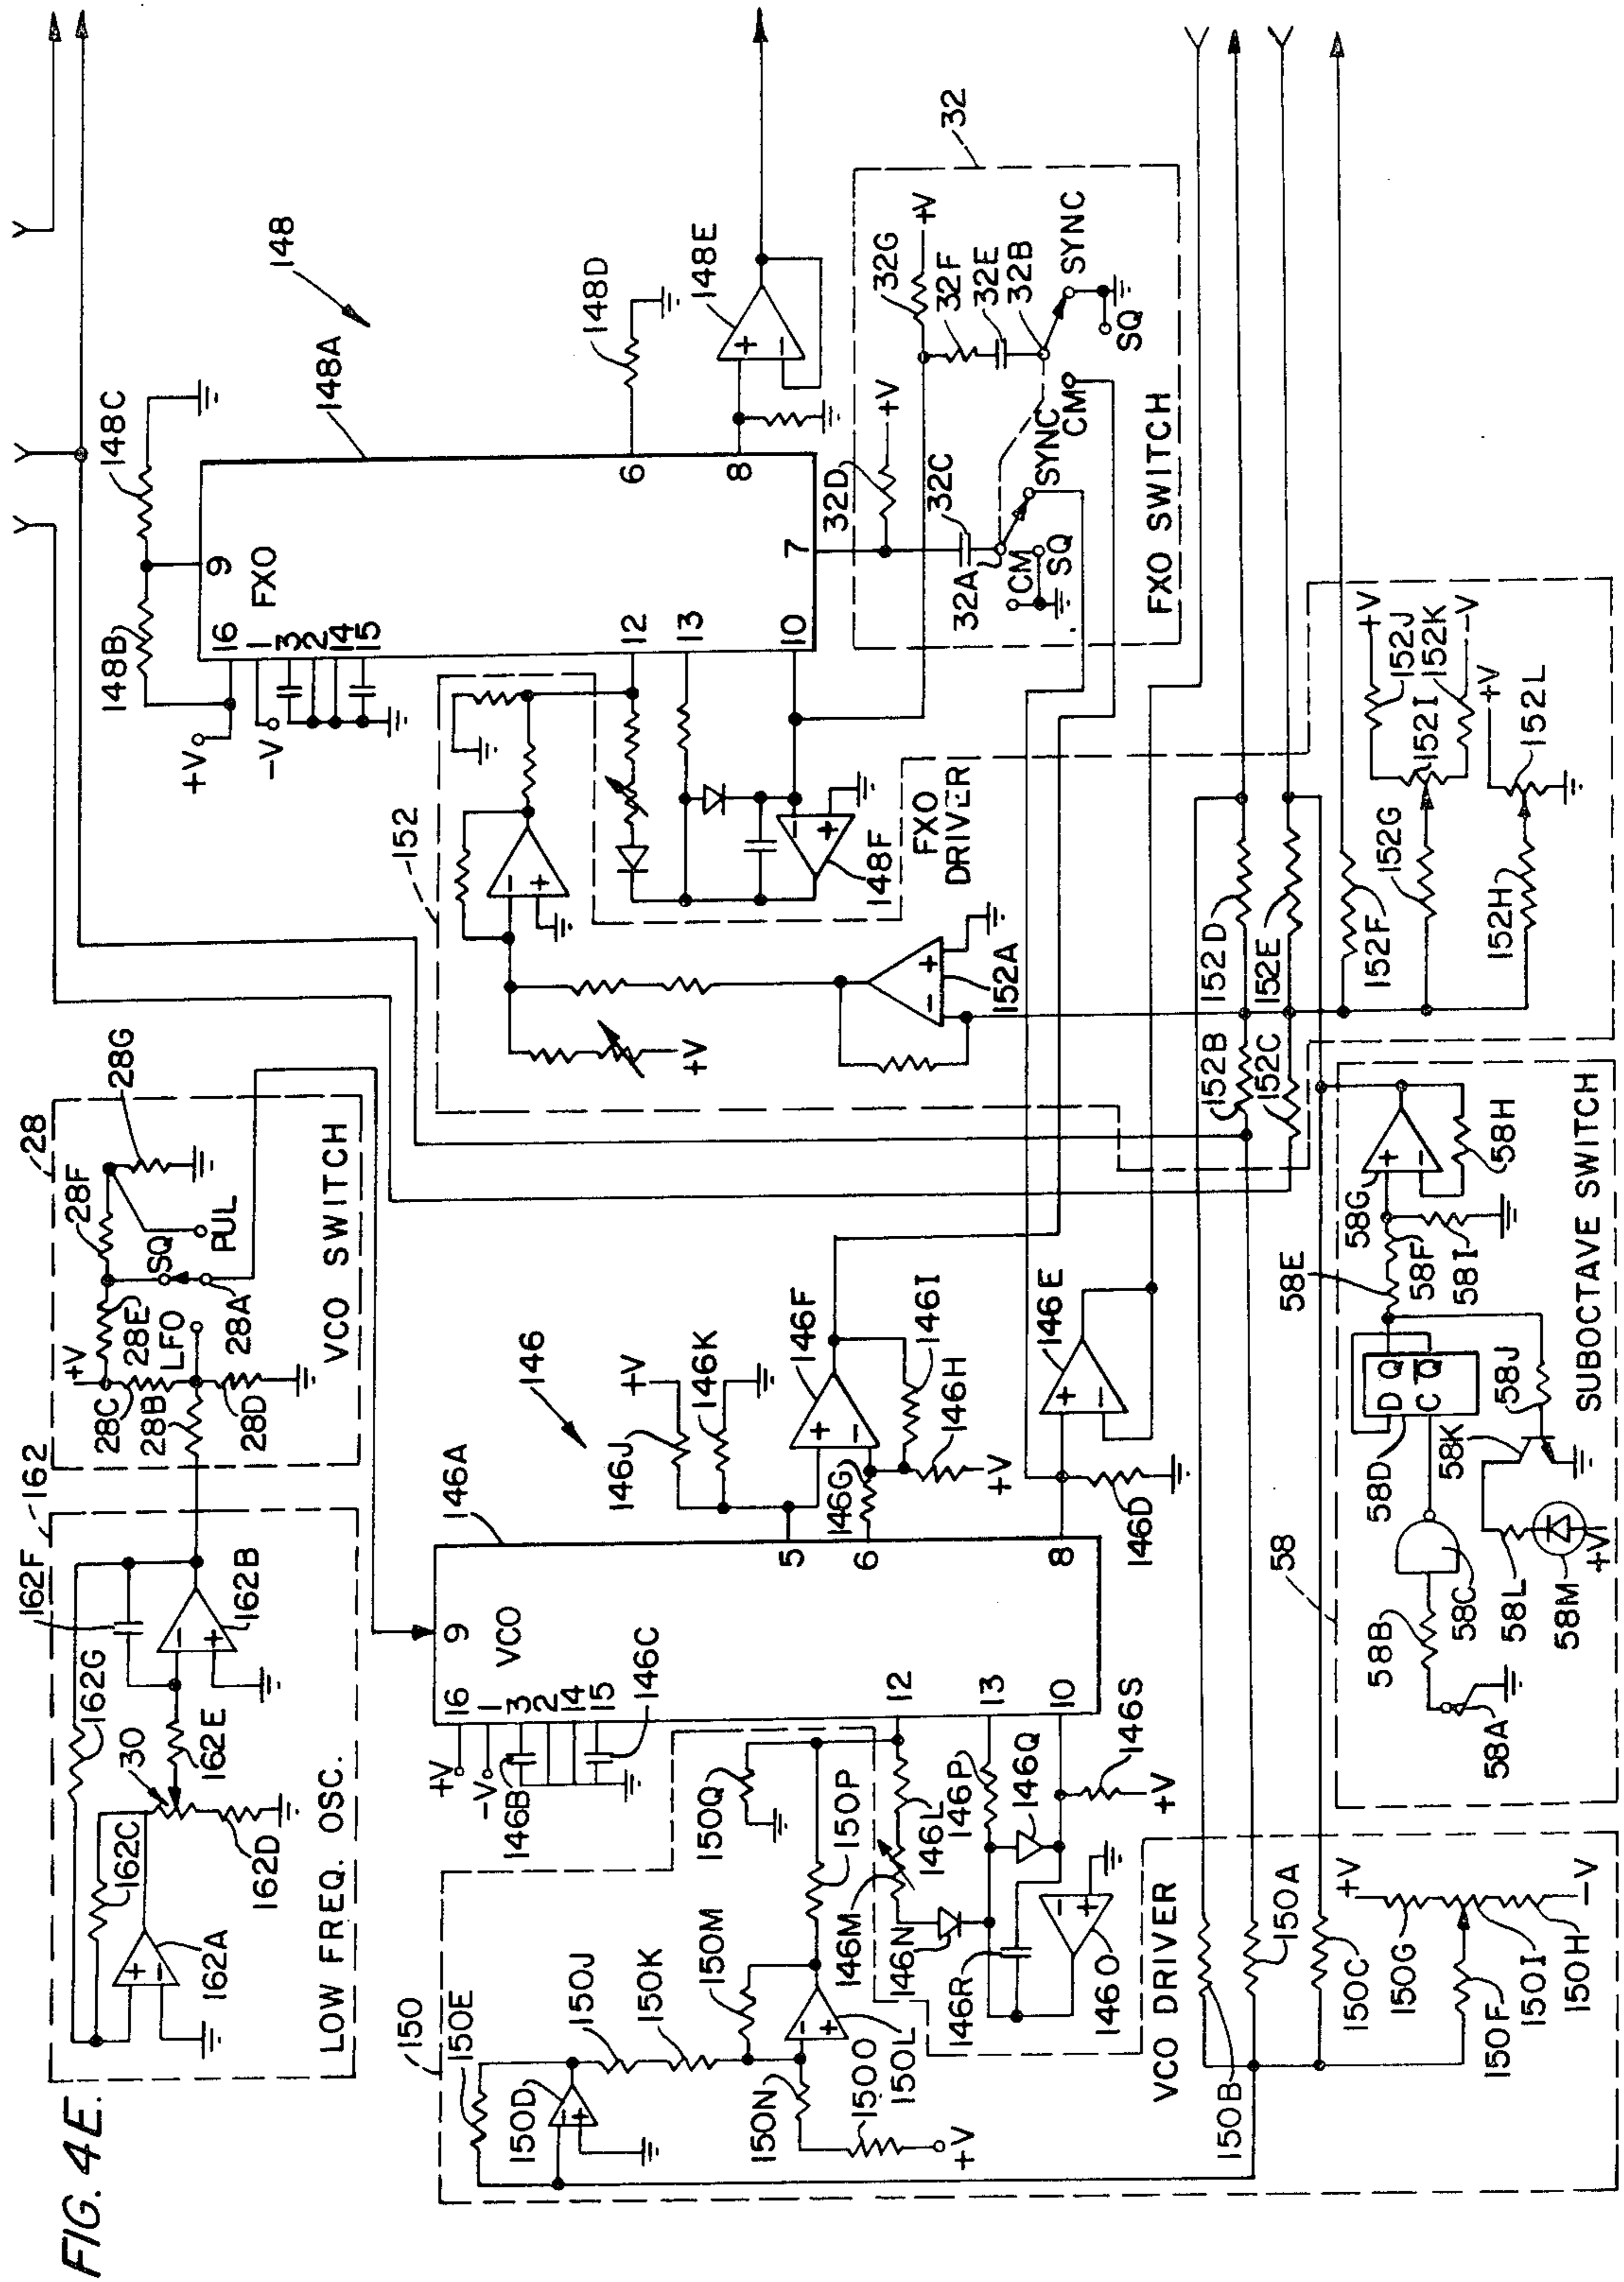 FIG. 4E.
162
162F
162G
30
162C
162E
162B
162A
162D
LOW FREQ. OSC.
28
28F
28G
+V
28E
SQ
PUL
LFO
28C
28B
28A
28D
VCO SWITCH
148
148C
148B
148A
9
FXO
16
1
3
2
14
15
+V
-V
6
8
148D
148E
12
13
10
7
152
148F
FXO DRIVER
152A
+V
32
32G
+V
32F
32E
32B
SYNC
SQ
+V
32D
32C
32A
SYNC
CM
CM
SQ
FXO SWITCH
146
146A
9
VCO
16
1
3
2
14
15
+V
-V
146B
146C
5
6
8
12
13
10
+V
146J
146K
146F
146I
146G
146H
+V
146E
146D
146S
+V
146L
146P
146Q
146M
146N
146R
146O
150
150E
150D
150J
150K
150M
150Q
150P
150N
150O
150L
+V
VCO DRIVER
150B
150A
150C
+V
150G
150F
150I
150H
-V
152B
152C
152D
152E
152F
152G
152H
+V
152J
152I
152K
-V
+V
152L
58
58A
58B
58C
58D
D Q
C Q̅
58E
58F
58G
58H
58I
58J
58K
58L
58M
+V
SUBOCTAVE SWITCH